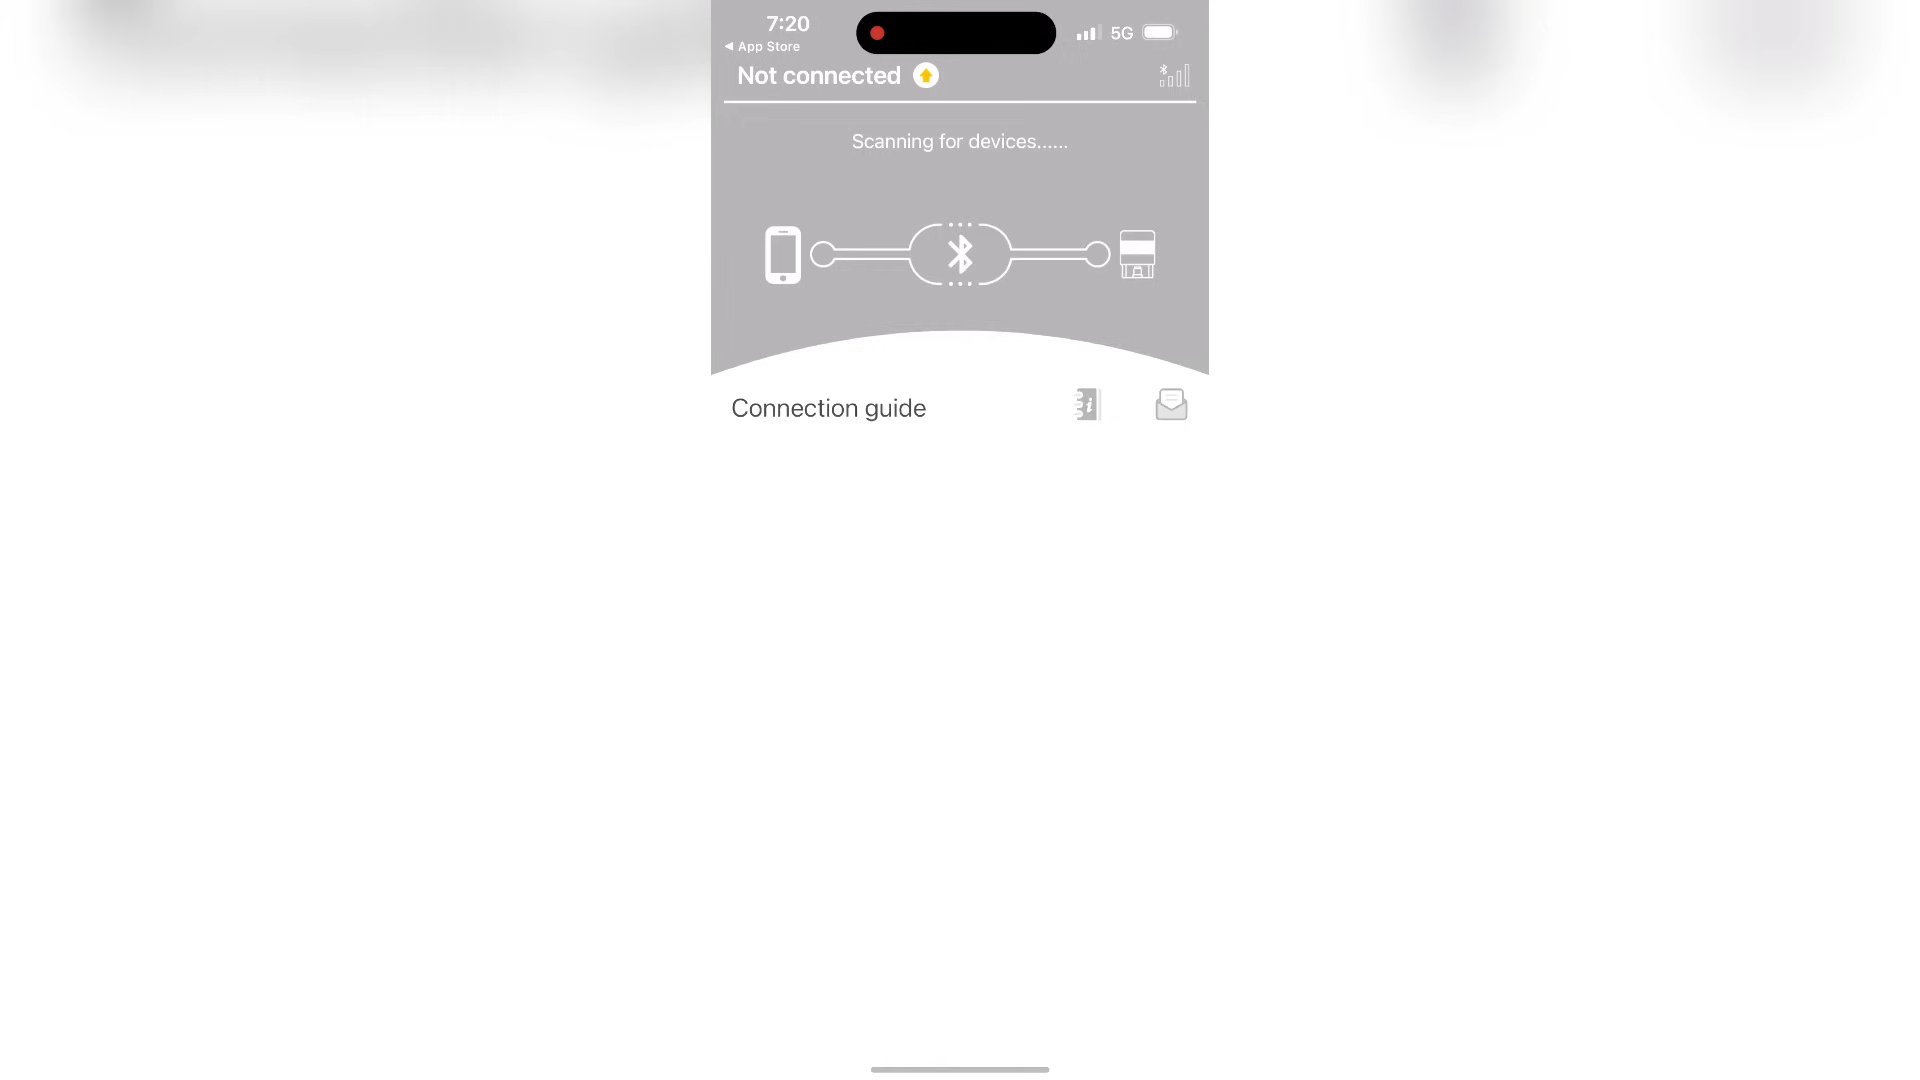 7:20
5G
◀ App Store
Not connected
Scanning for devices......
Connection guide